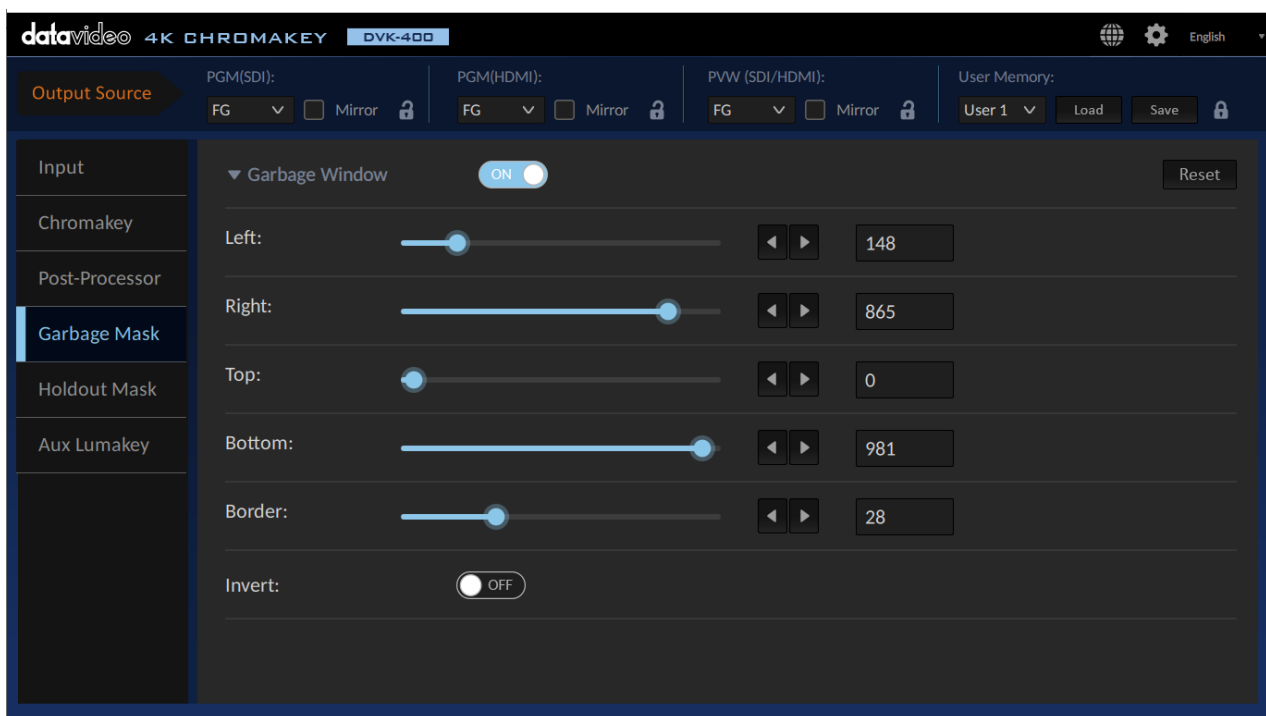 datavideo 4K CHROMAKEY DVK-400 English
Output Source
PGM(SDI): PGM(HDMI): PVW (SDI/HDMI): User Memory:
FG Mirror FG Mirror FG Mirror User 1 Load Save
Input
Chromakey
Post-Processor
Garbage Mask
Holdout Mask
Aux Lumakey
Garbage Window ON Reset
Left: 148
Right: 865
Top: 0
Bottom: 981
Border: 28
Invert: OFF